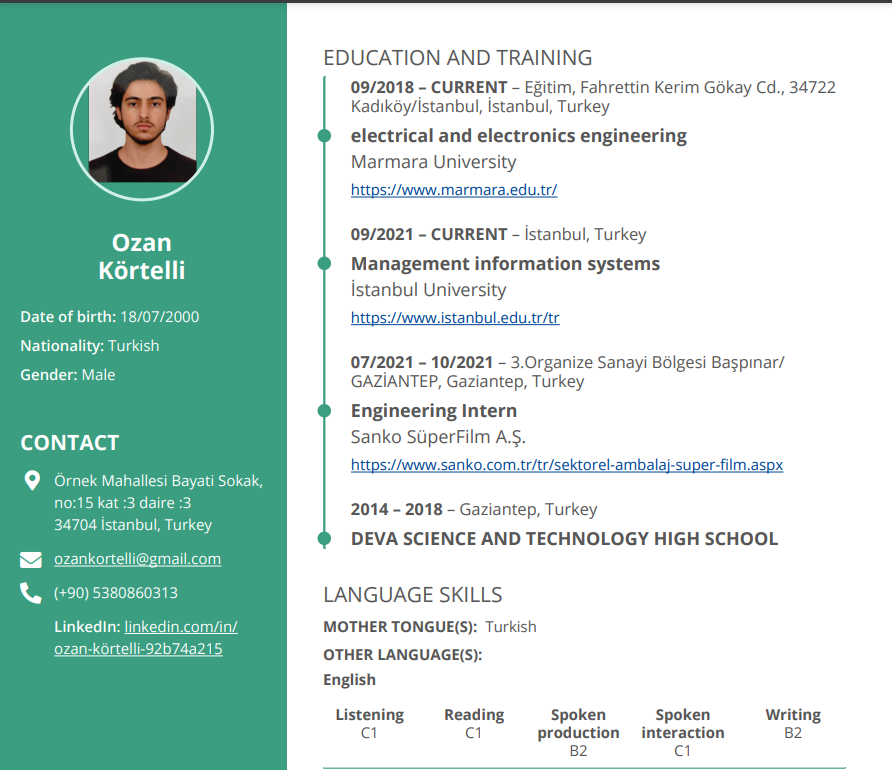 Ozan
Körtelli
Date of birth: 18/07/2000
Nationality: Turkish
Gender: Male
CONTACT
Örnek Mahallesi Bayati Sokak,
no:15 kat :3 daire :3
34704 İstanbul, Turkey
ozankortelli@gmail.com
(+90) 5380860313
LinkedIn: linkedin.com/in/
ozan-körtelli-92b74a215
EDUCATION AND TRAINING
09/2018 – CURRENT – Eğitim, Fahrettin Kerim Gökay Cd., 34722
Kadıköy/İstanbul, İstanbul, Turkey
electrical and electronics engineering
Marmara University
https://www.marmara.edu.tr/
09/2021 – CURRENT – İstanbul, Turkey
Management information systems
İstanbul University
https://www.istanbul.edu.tr/tr
07/2021 – 10/2021 – 3.Organize Sanayi Bölgesi Başpınar/
GAZİANTEP, Gaziantep, Turkey
Engineering Intern
Sanko SüperFilm A.Ş.
https://www.sanko.com.tr/tr/sektorel-ambalaj-super-film.aspx
2014 – 2018 – Gaziantep, Turkey
DEVA SCIENCE AND TECHNOLOGY HIGH SCHOOL
LANGUAGE SKILLS
MOTHER TONGUE(S): Turkish
OTHER LANGUAGE(S):
English
Listening Reading Spoken production Spoken interaction Writing
C1 C1 B2 C1 B2